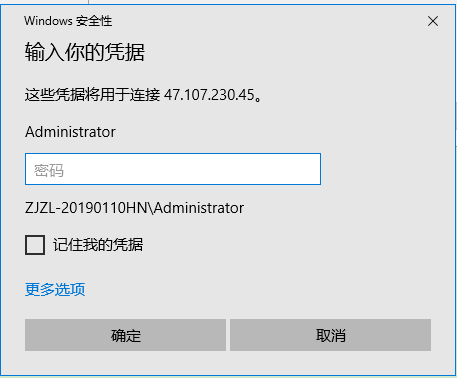 Windows 安全性
输入你的凭据
这些凭据将用于连接 47.107.230.45。
Administrator
密码
ZJZL-20190110HN\Administrator
记住我的凭据
更多选项
确定
取消